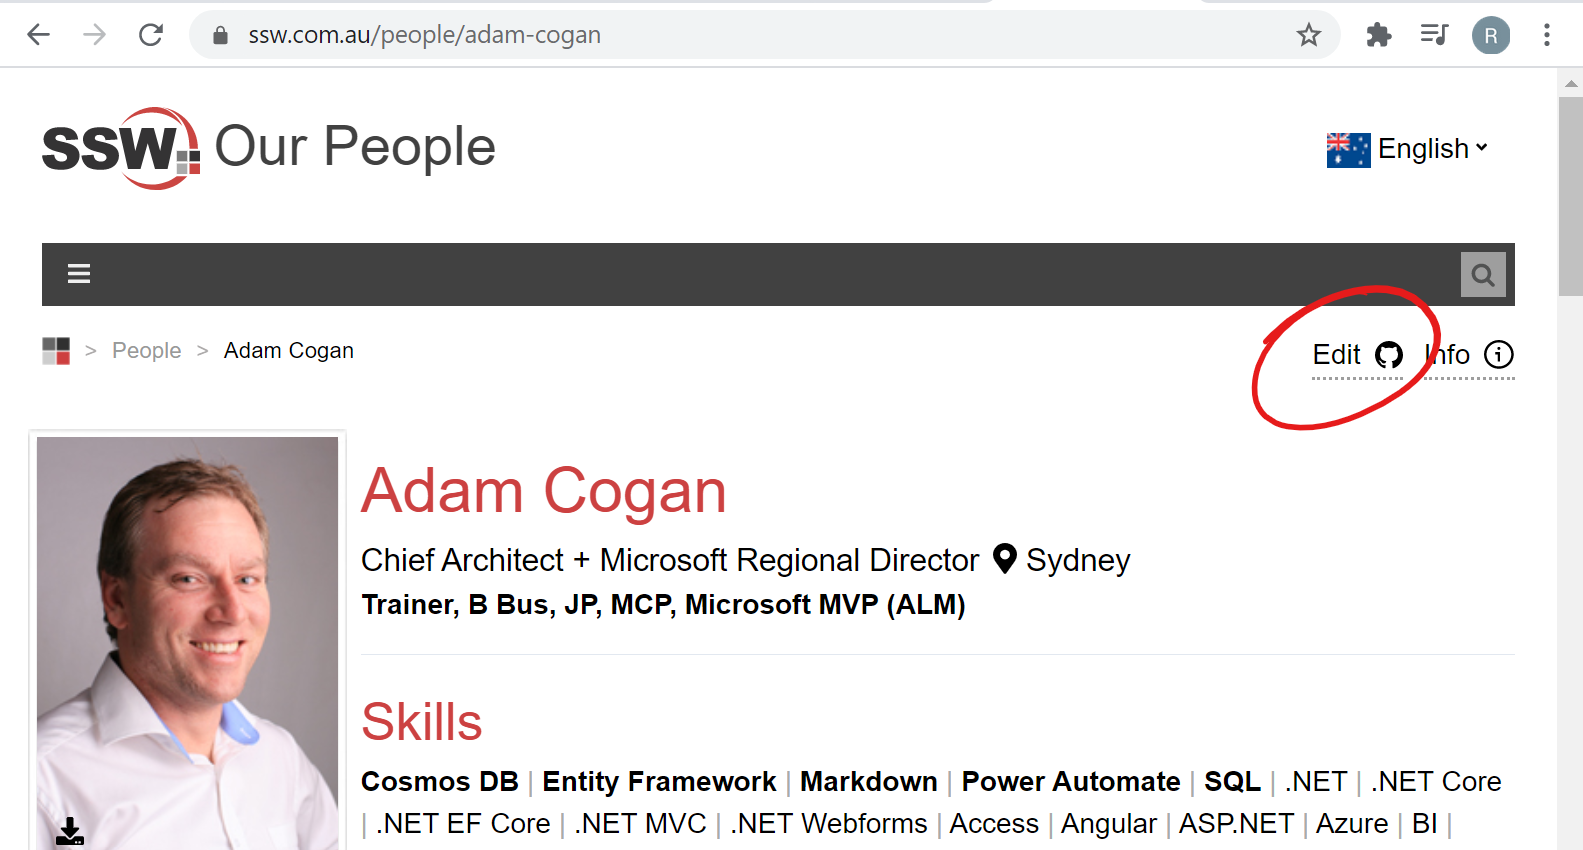 ssw.com.au/people/adam-cogan
R
SSW Our People
English
> People > Adam Cogan
Edit Info
Adam Cogan
Chief Architect + Microsoft Regional Director Sydney
Trainer, B Bus, JP, MCP, Microsoft MVP (ALM)
Skills
Cosmos DB | Entity Framework | Markdown | Power Automate | SQL | .NET | .NET Core
| .NET EF Core | .NET MVC | .NET Webforms | Access | Angular | ASP.NET | Azure | BI |